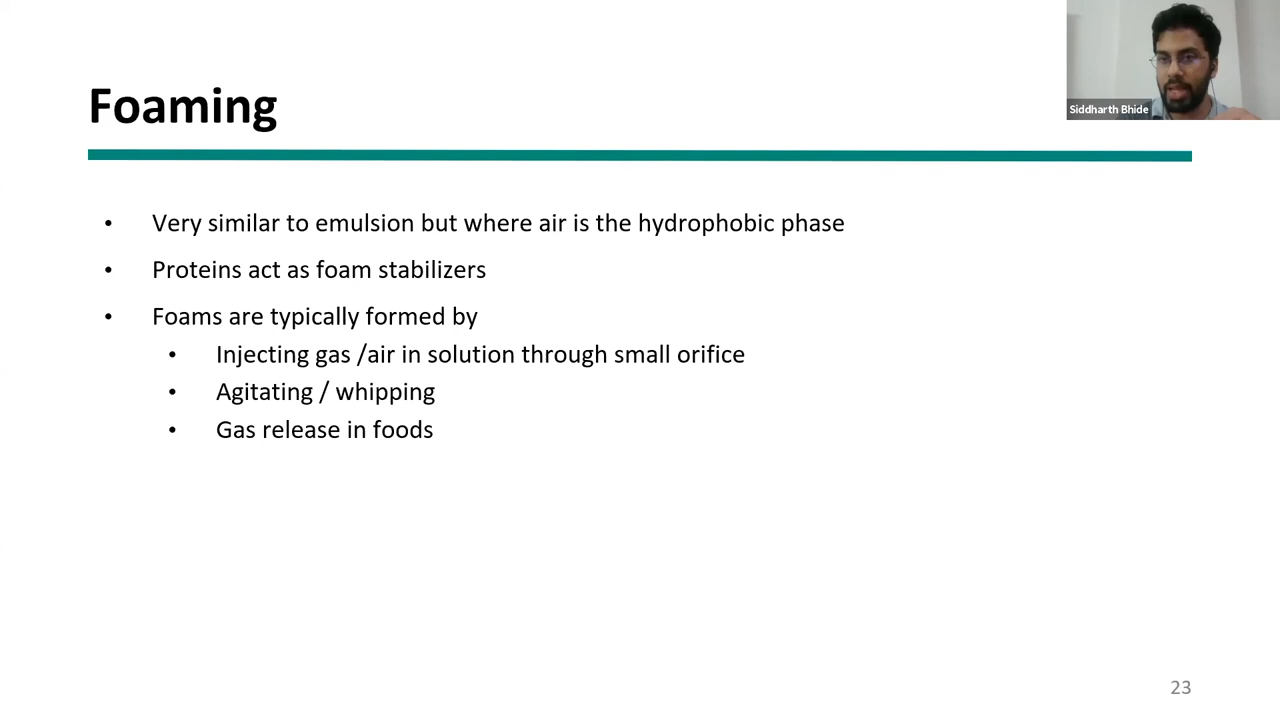 Foaming
Siddharth Bhide
• Very similar to emulsion but where air is the hydrophobic phase
• Proteins act as foam stabilizers
• Foams are typically formed by
• Injecting gas /air in solution through small orifice
• Agitating / whipping
• Gas release in foods
23